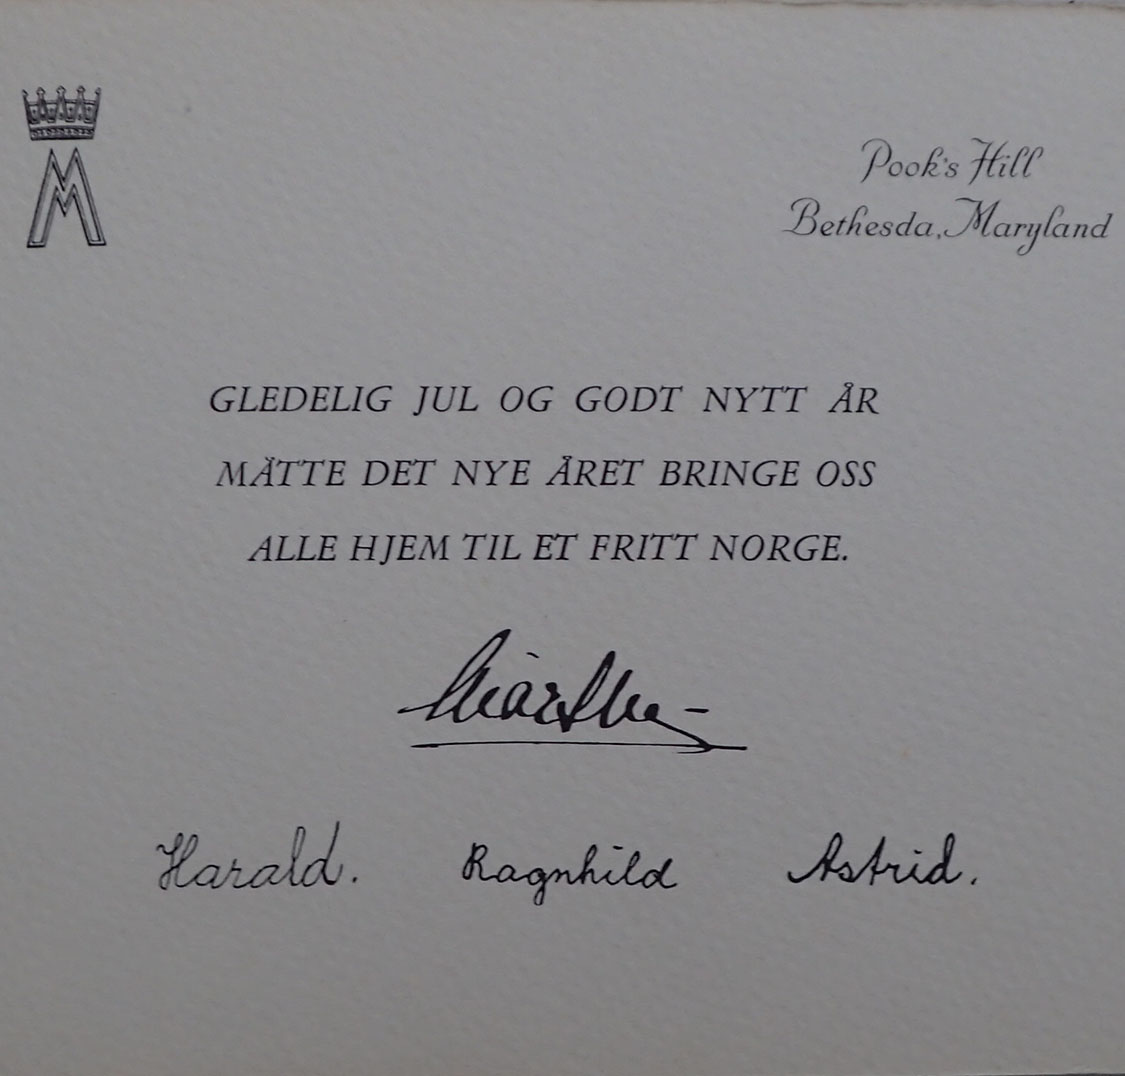 M
Pook's Hill
Bethesda, Maryland
GLEDELIG JUL OG GODT NYTT ÅR
MÅTTE DET NYE ÅRET BRINGE OSS
ALLE HJEM TIL ET FRITT NORGE.
Märtha
Harald. Ragnhild Astrid.